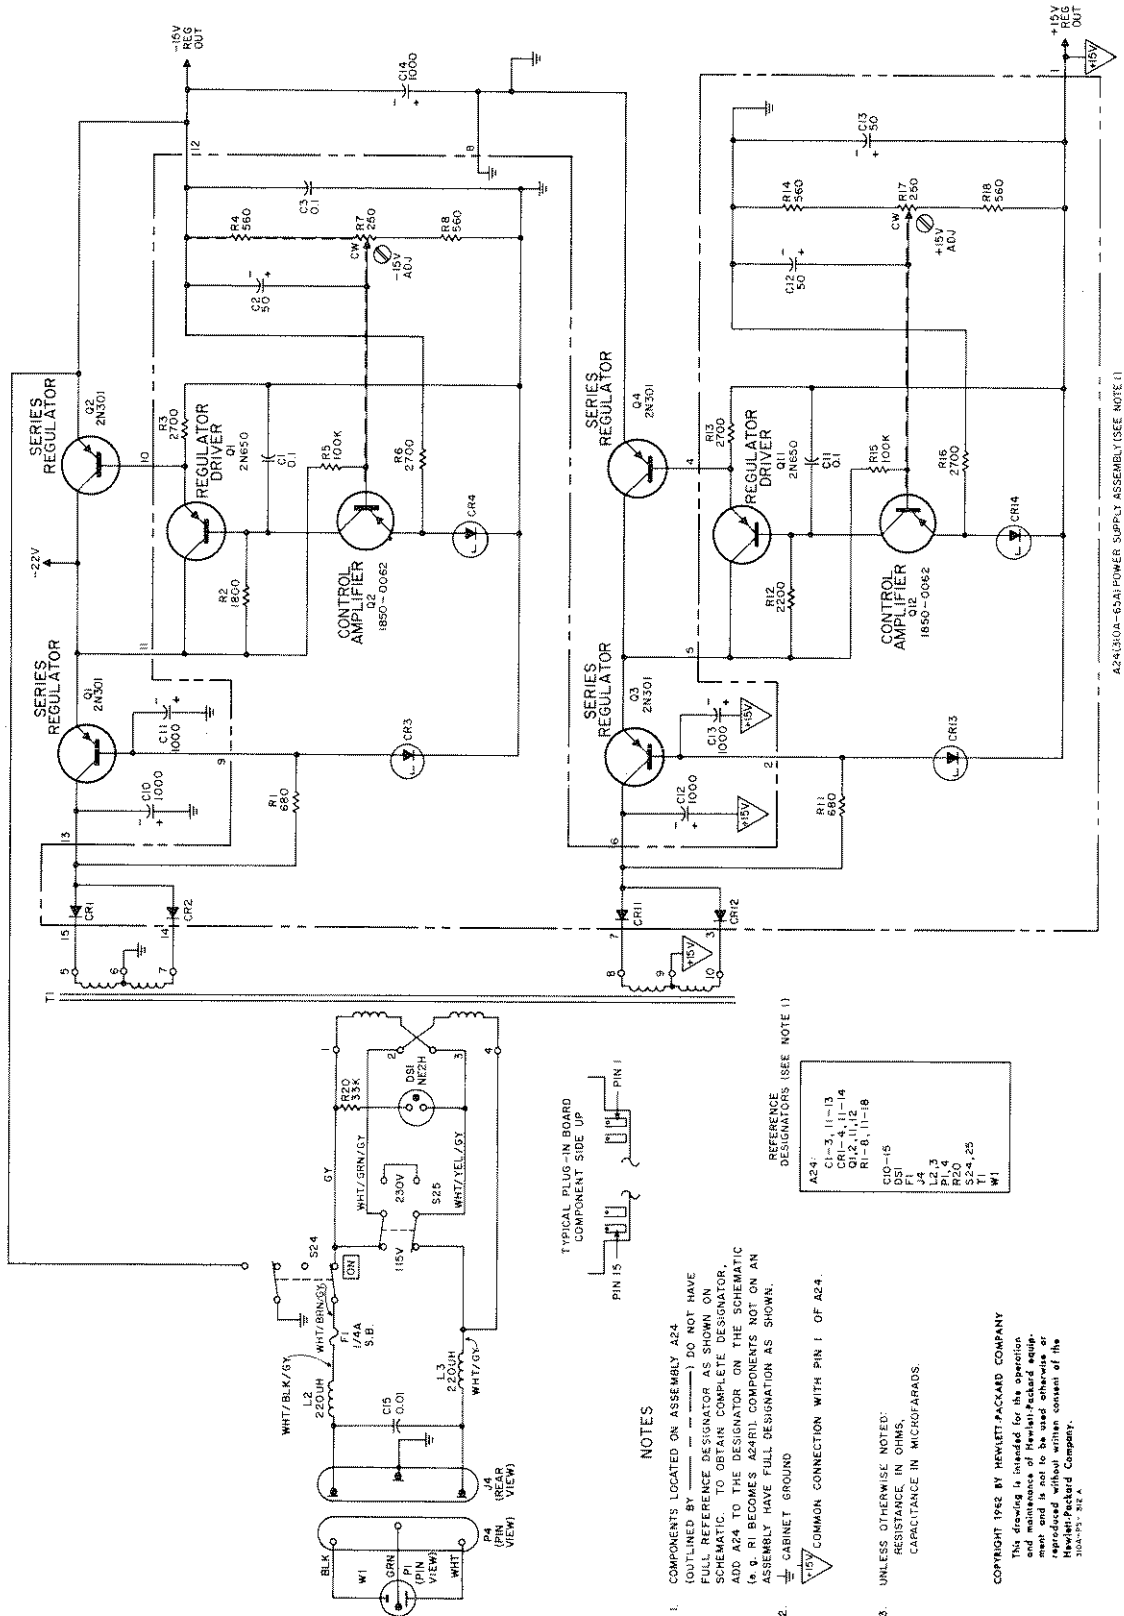 -15V
REG
OUT
C14
1000
12
8
C3
0.1
R4
560
R7
250
CW
R8
560
-15V
ADJ
C2
50
SERIES
REGULATOR
Q2
2N301
10
R3
2700
REGULATOR
DRIVER
Q1
2N650
C1
0.1
R5
100K
R6
2700
-22V
R2
1800
CONTROL
AMPLIFIER
Q2
1850-0062
CR4
SERIES
REGULATOR
Q1
2N301
11
C11
1000
9
C10
1000
R1
680
CR3
13
CR1
CR2
15
14
5
6
7
T1
+15V
REG
OUT
+15V
1
C13
50
R14
560
R17
250
CW
R18
560
+15V
ADJ
C12
50
SERIES
REGULATOR
Q4
2N301
4
R13
2700
REGULATOR
DRIVER
Q11
2N650
C11
0.1
R15
100K
R16
2700
R12
2200
CONTROL
AMPLIFIER
Q12
1850-0062
CR14
SERIES
REGULATOR
Q3
2N301
5
C13
1000
+15V
2
C12
1000
+15V
R11
680
CR13
6
CR11
CR12
7
3
8
9
10
+15V
A24(310A-65A) POWER SUPPLY ASSEMBLY (SEE NOTE 1)
1
2
3
4
GY
R20
33K
DS1
NE2H
WHT/GRN/GY
WHT/YEL/GY
230V
S25
115V
S24
ON
WHT/BRN/GY
F1
1/4A
S.B.
WHT/BLK/GY
L2
220UH
L3
220UH
WHT/GY
C15
0.01
J4
(REAR
VIEW)
P4
(PIN
VIEW)
BLK
W1
GRN
P1
(PIN
VIEW)
WHT
TYPICAL PLUG-IN BOARD
COMPONENT SIDE UP
PIN 15
PIN 1
REFERENCE
DESIGNATORS (SEE NOTE 1)
A24:
C1-3, 11-13
CR1-4, 11-14
Q1,2,11,12
R1-8, 11-18
C10-15
DS1
F1
J4
L2,3
P1,4
R20
S24,25
T1
W1
NOTES
1. COMPONENTS LOCATED ON ASSEMBLY A24
(OUTLINED BY — — —) DO NOT HAVE
FULL REFERENCE DESIGNATOR AS SHOWN ON
SCHEMATIC. TO OBTAIN COMPLETE DESIGNATOR,
ADD A24 TO THE DESIGNATOR ON THE SCHEMATIC
(e.g. R1 BECOMES A24R1). COMPONENTS NOT ON AN
ASSEMBLY HAVE FULL DESIGNATION AS SHOWN.
2. CABINET GROUND
+15V COMMON CONNECTION WITH PIN 1 OF A24.
3. UNLESS OTHERWISE NOTED:
RESISTANCE IN OHMS,
CAPACITANCE IN MICROFARADS.
COPYRIGHT 1962 BY HEWLETT-PACKARD COMPANY
This drawing is intended for the operation
and maintenance of Hewlett-Packard equip-
ment and is not to be used otherwise or
reproduced without written consent of the
Hewlett-Packard Company.
310A-PS-312A